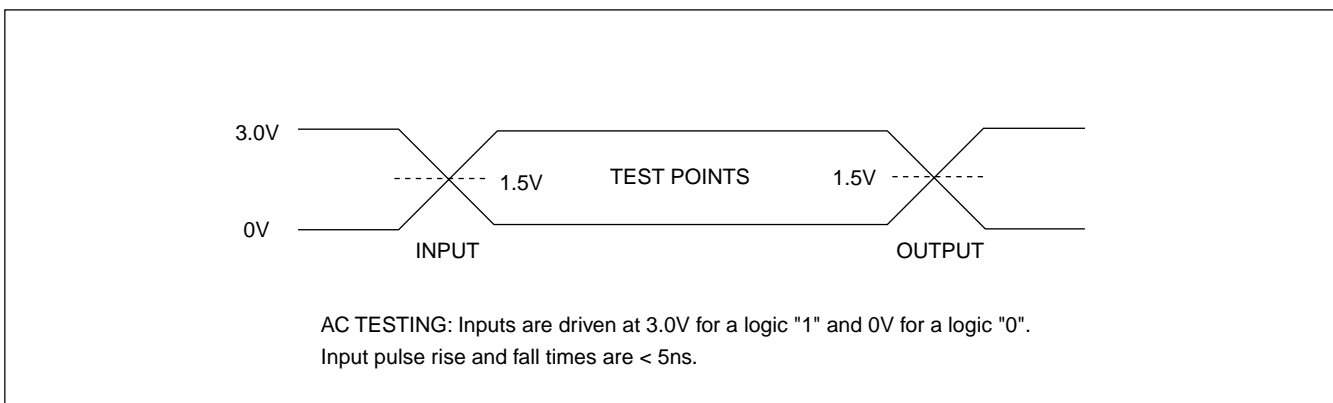 3.0V
1.5V TEST POINTS 1.5V
0V
INPUT OUTPUT
AC TESTING: Inputs are driven at 3.0V for a logic "1" and 0V for a logic "0".
Input pulse rise and fall times are < 5ns.